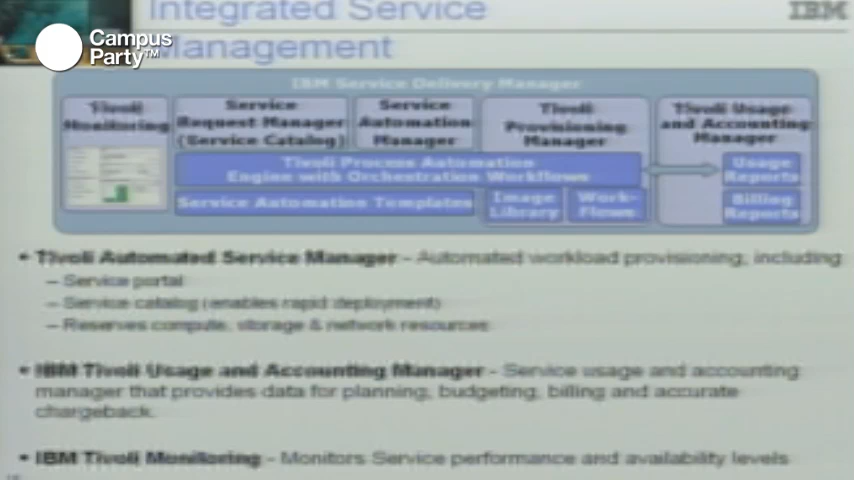 Integrated Service
Management
IBM
Campus
Party™
IBM Service Delivery Manager
Tivoli
Monitoring
Service
Request Manager
(Service Catalog)
Service
Automation
Manager
Tivoli
Provisioning
Manager
Tivoli Usage
and Accounting
Manager
Tivoli Process Automation
Engine with Orchestration Workflows
Usage
Reports
Service Automation Templates
Image
Library
Work-
Flows
Billing
Reports
• Tivoli Automated Service Manager - Automated workload provisioning, including
– Service portal
– Service catalog (enables rapid deployment)
– Reserves compute, storage & network resources
• IBM Tivoli Usage and Accounting Manager - Service usage and accounting
manager that provides data for planning, budgeting, billing and accurate
chargeback.
• IBM Tivoli Monitoring - Monitors Service performance and availability levels